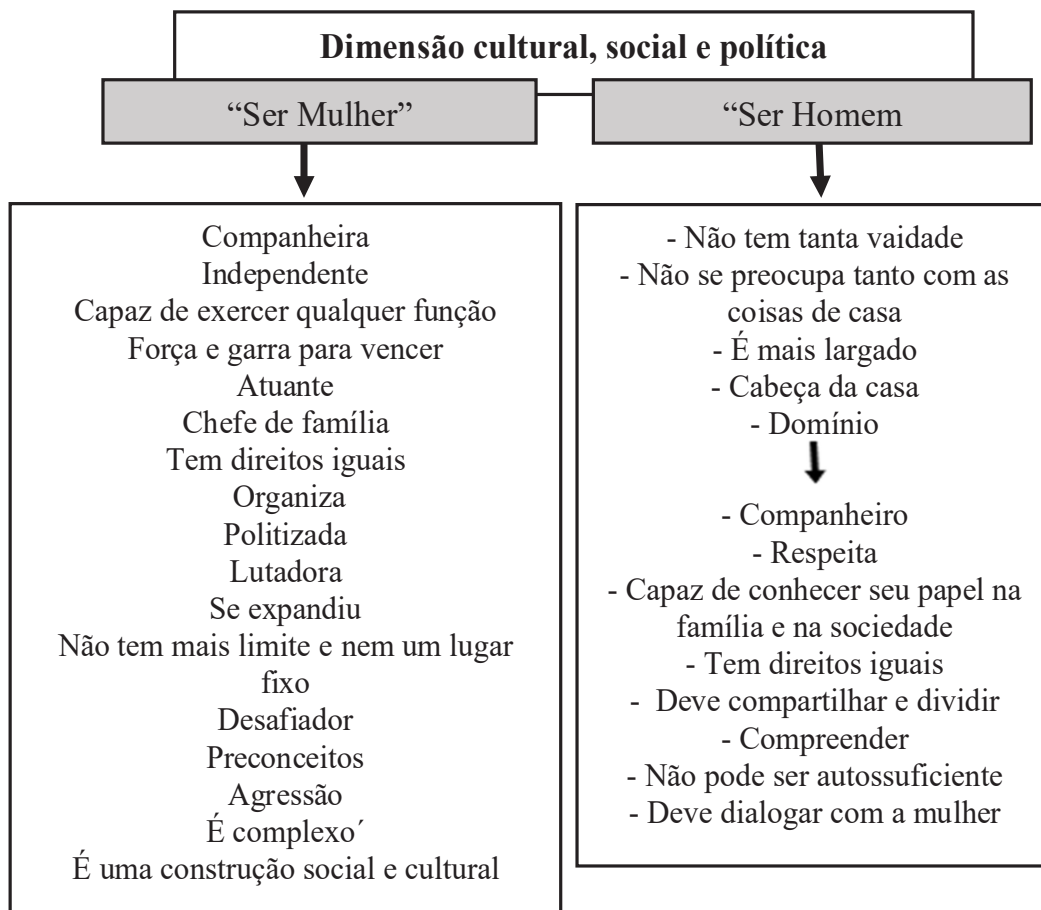 Dimensão cultural, social e política
“Ser Mulher”
“Ser Homem
Companheira
Independente
Capaz de exercer qualquer função
Força e garra para vencer
Atuante
Chefe de família
Tem direitos iguais
Organiza
Politizada
Lutadora
Se expandiu
Não tem mais limite e nem um lugar
fixo
Desafiador
Preconceitos
Agressão
É complexo´
É uma construção social e cultural
- Não tem tanta vaidade
- Não se preocupa tanto com as
coisas de casa
- É mais largado
- Cabeça da casa
- Domínio
- Companheiro
- Respeita
- Capaz de conhecer seu papel na
família e na sociedade
- Tem direitos iguais
- Deve compartilhar e dividir
- Compreender
- Não pode ser autossuficiente
- Deve dialogar com a mulher